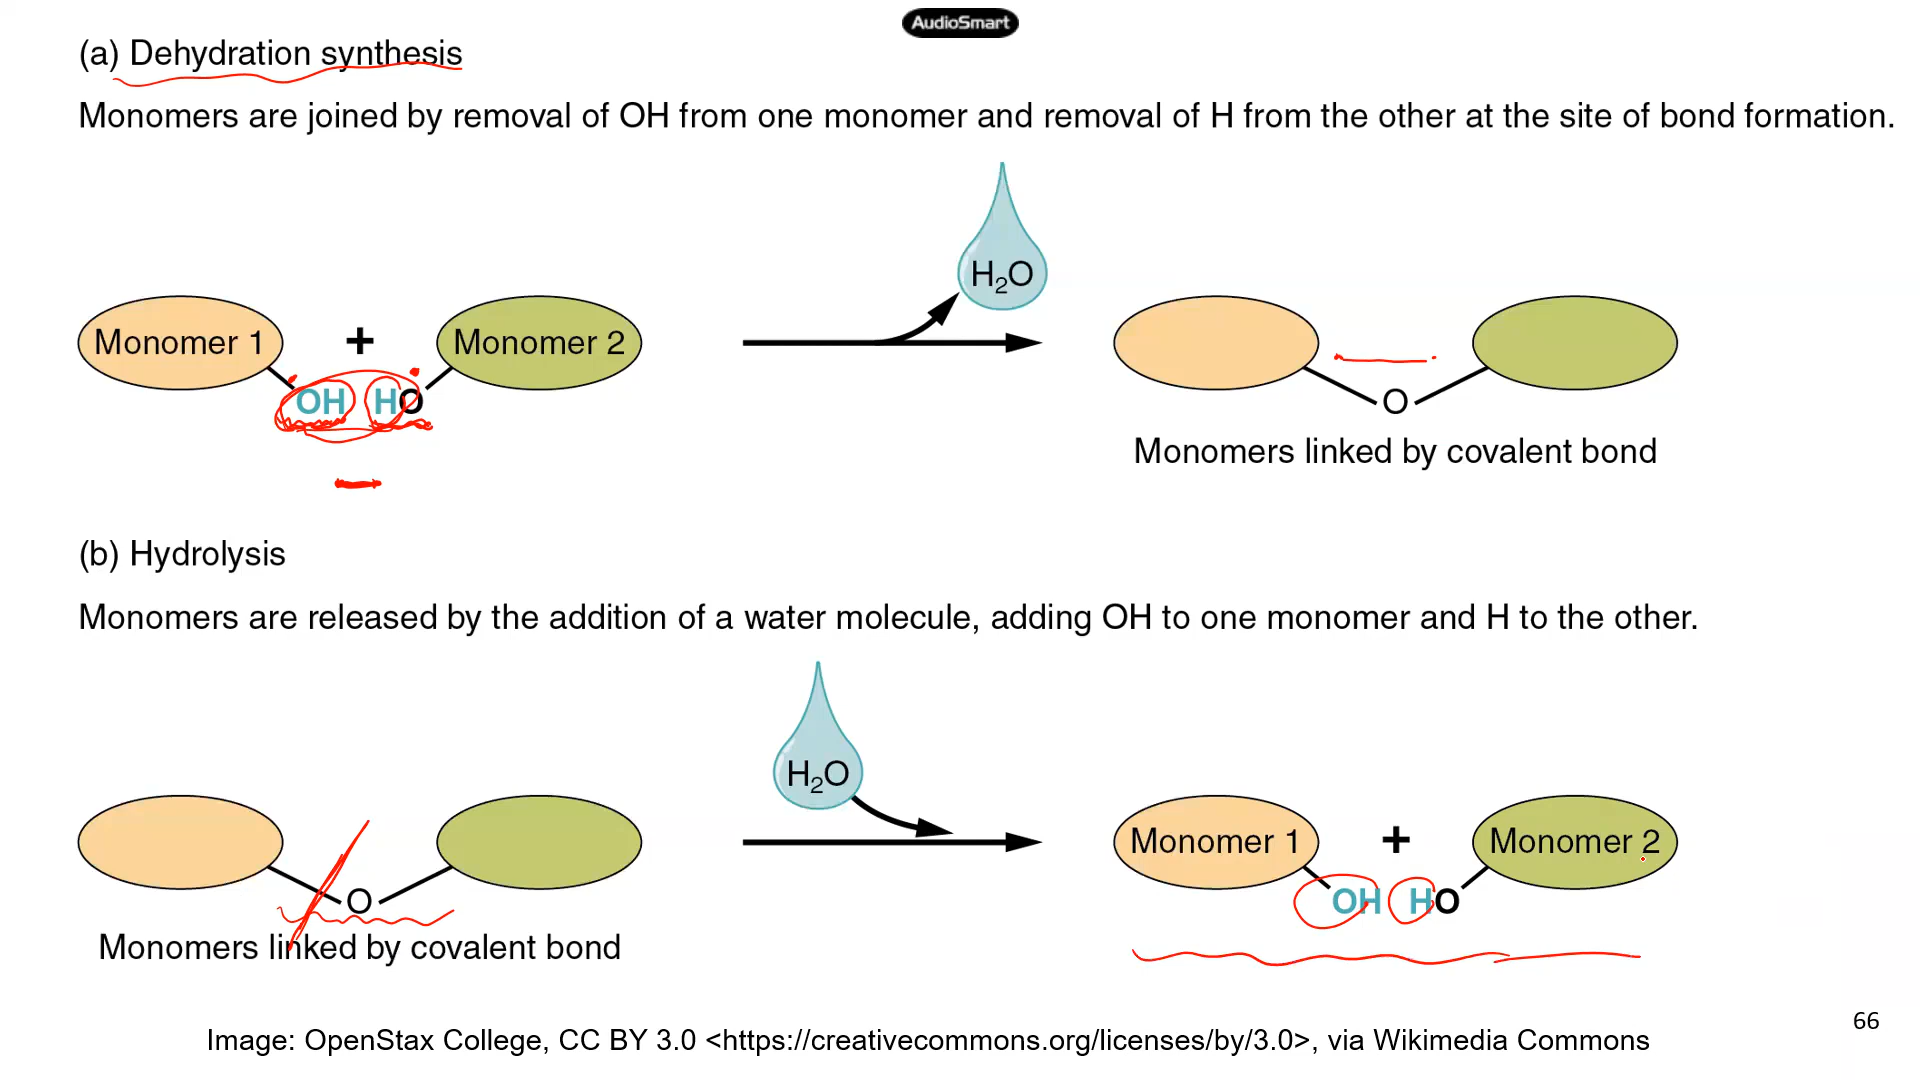 AudioSmart
(a) Dehydration synthesis
Monomers are joined by removal of OH from one monomer and removal of H from the other at the site of bond formation.
H₂O
Monomer 1 + Monomer 2
OH HO
O
Monomers linked by covalent bond
(b) Hydrolysis
Monomers are released by the addition of a water molecule, adding OH to one monomer and H to the other.
H₂O
Monomer 1 + Monomer 2
O
OH HO
Monomers linked by covalent bond
66
Image: OpenStax College, CC BY 3.0 <https://creativecommons.org/licenses/by/3.0>, via Wikimedia Commons